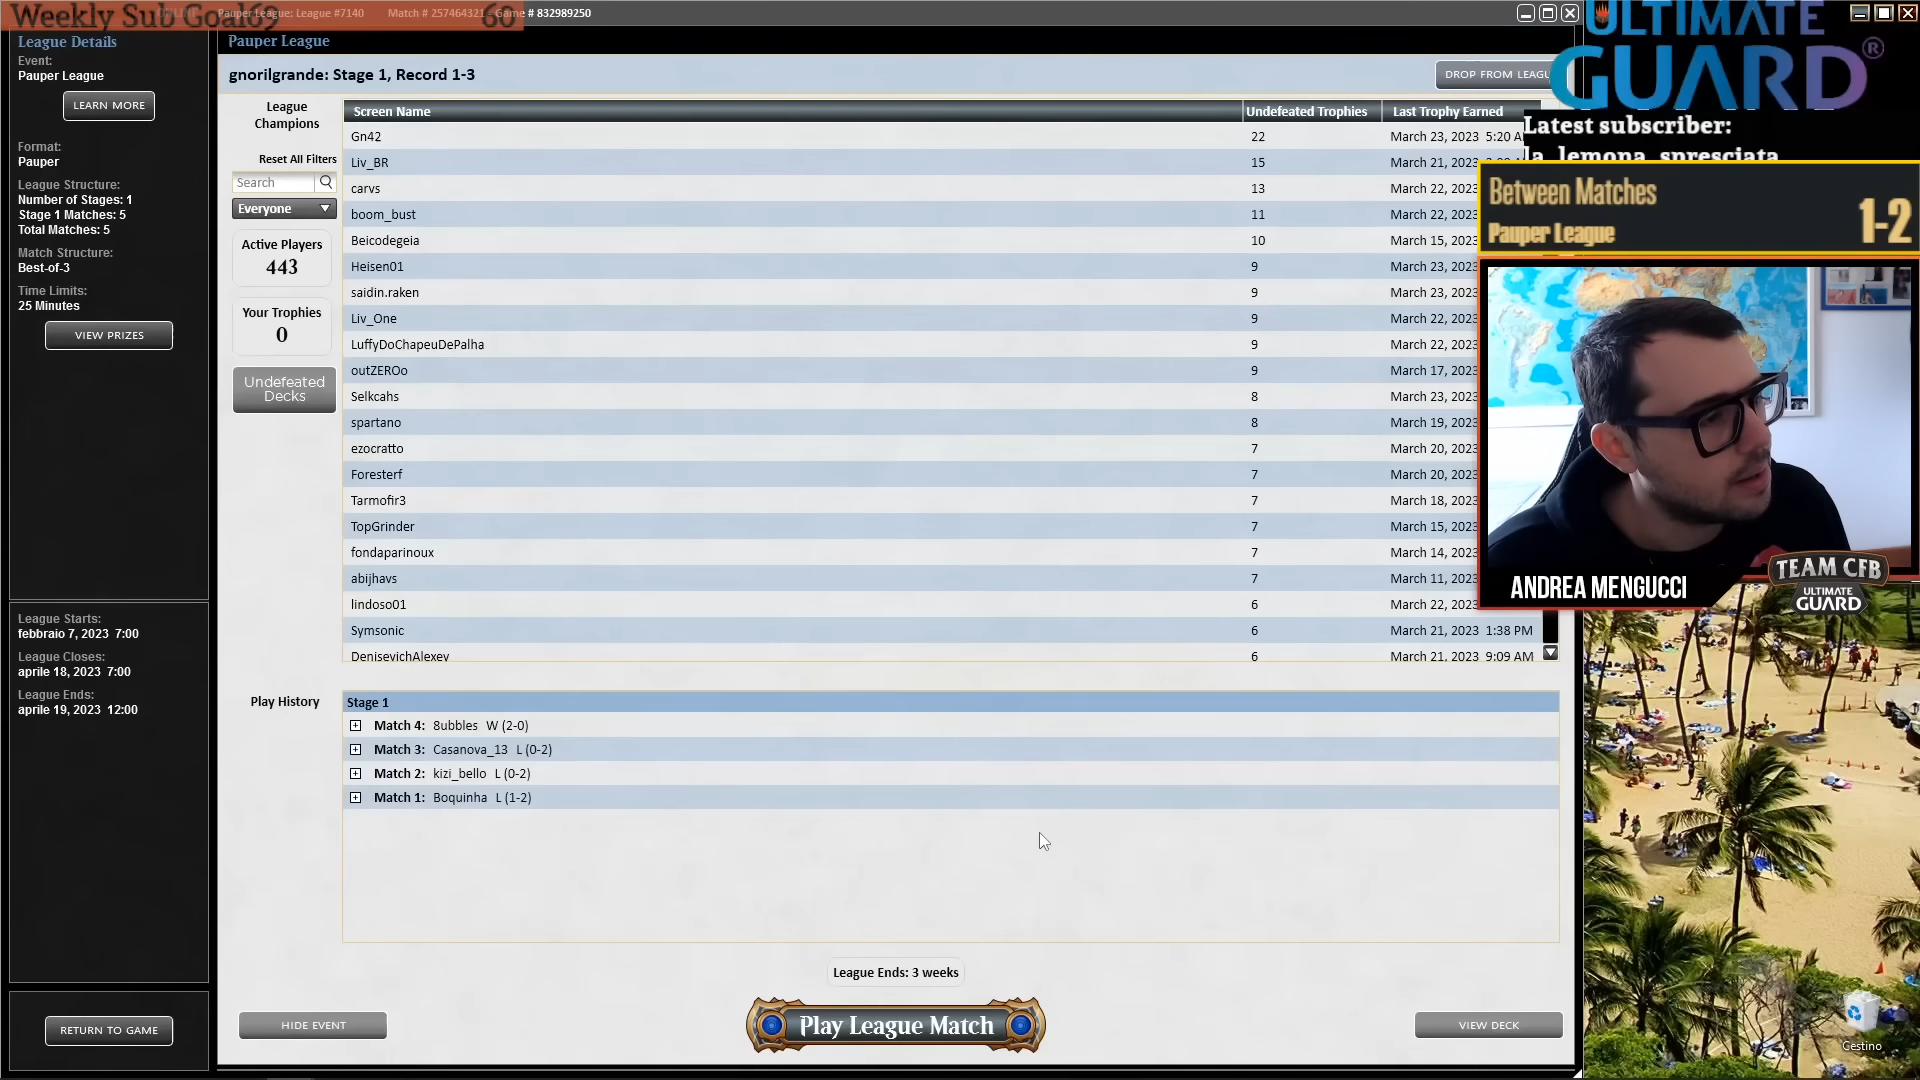 Weekly Sub Goal69
60
Pauper League: League #7140
Match # 257464321 - Game # 832989250
League Details
Event:
Pauper League
LEARN MORE
Format:
Pauper
League Structure:
Number of Stages: 1
Stage 1 Matches: 5
Total Matches: 5
Match Structure:
Best-of-3
Time Limits:
25 Minutes
VIEW PRIZES
League Starts:
febbraio 7, 2023 7:00
League Closes:
aprile 18, 2023 7:00
League Ends:
aprile 19, 2023 12:00
RETURN TO GAME
Pauper League
gnorilgrande: Stage 1, Record 1-3
DROP FROM
League
Champions
Reset All Filters
Search
Everyone
Active Players
443
Your Trophies
0
Undefeated
Decks
Screen Name Undefeated Trophies Last Trophy Earned
Gn42 22 March 23, 2023 5:20
Liv_BR 15 March 21, 2023
carvs 13 March 22, 2023
boom_bust 11 March 22, 2023
Beicodegeia 10 March 15, 2023
Heisen01 9 March 23, 2023
saidin.raken 9 March 23, 2023
Liv_One 9 March 22, 2023
LuffyDoChapeuDePalha 9 March 22, 2023
outZEROo 9 March 17, 2023
Selkcahs 8 March 23, 2023
spartano 8 March 19, 2023
ezocratto 7 March 20, 2023
Foresterf 7 March 20, 2023
Tarmofir3 7 March 18, 2023
TopGrinder 7 March 15, 2023
fondaparinoux 7 March 14, 2023
abijhavs 7 March 11, 2023
lindoso01 6 March 22, 2023
Symsonic 6 March 21, 2023 1:38 PM
DenisevichAlexey 6 March 21, 2023 9:09 AM
Play History
Stage 1
Match 4: 8ubbles W (2-0)
Match 3: Casanova_13 L (0-2)
Match 2: kizi_bello L (0-2)
Match 1: Boquinha L (1-2)
League Ends: 3 weeks
HIDE EVENT
Play League Match
VIEW DECK
ULTIMATE
GUARD®
Latest subscriber:
la_lemona_spresciata
Between Matches
Pauper League
1-2
ANDREA MENGUCCI
TEAM CFB
ULTIMATE
GUARD
Cestino